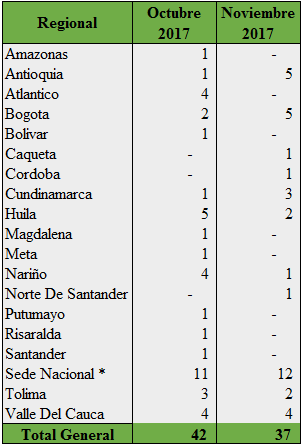 Regional Octubre 2017 Noviembre 2017
Amazonas 1 -
Antioquia 1 5
Atlantico 4 -
Bogota 2 5
Bolivar 1 -
Caqueta - 1
Cordoba - 1
Cundinamarca 1 3
Huila 5 2
Magdalena 1 -
Meta 1 -
Nariño 4 1
Norte De Santander - 1
Putumayo 1 -
Risaralda 1 -
Santander 1 -
Sede Nacional * 11 12
Tolima 3 2
Valle Del Cauca 4 4
Total General 42 37